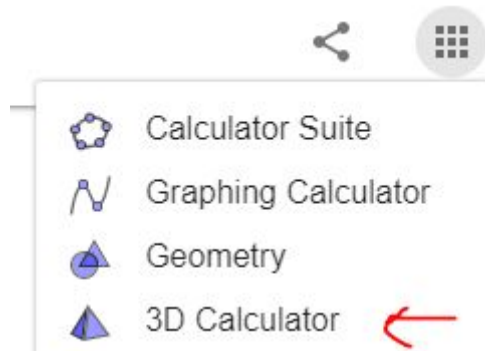 Calculator Suite
Graphing Calculator
Geometry
3D Calculator